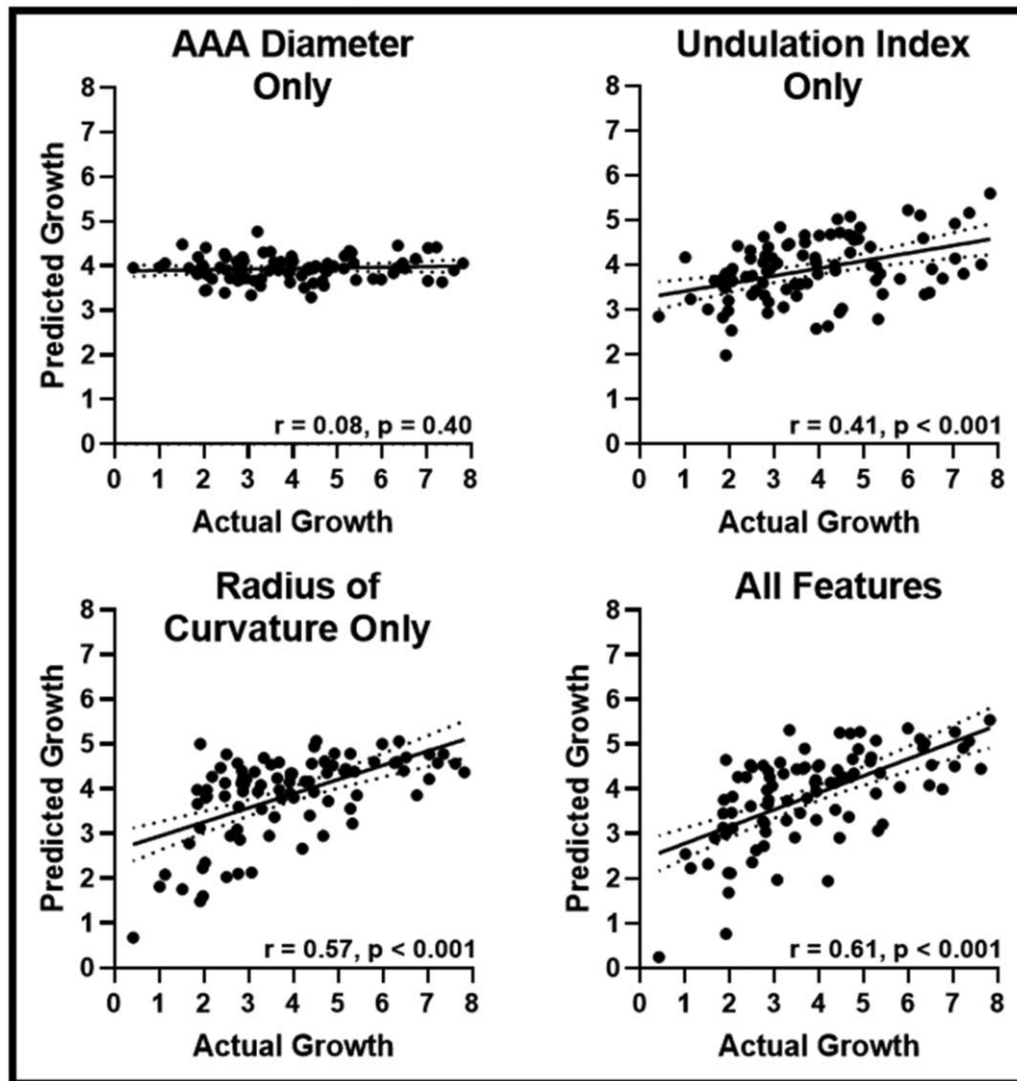 AAA Diameter
Only
Predicted Growth
8
7
6
5
4
3
2
1
0
r = 0.08, p = 0.40
0 1 2 3 4 5 6 7 8
Actual Growth
Undulation Index
Only
Predicted Growth
8
7
6
5
4
3
2
1
0
r = 0.41, p < 0.001
0 1 2 3 4 5 6 7 8
Actual Growth
Radius of
Curvature Only
Predicted Growth
8
7
6
5
4
3
2
1
0
r = 0.57, p < 0.001
0 1 2 3 4 5 6 7 8
Actual Growth
All Features
Predicted Growth
8
7
6
5
4
3
2
1
0
r = 0.61, p < 0.001
0 1 2 3 4 5 6 7 8
Actual Growth